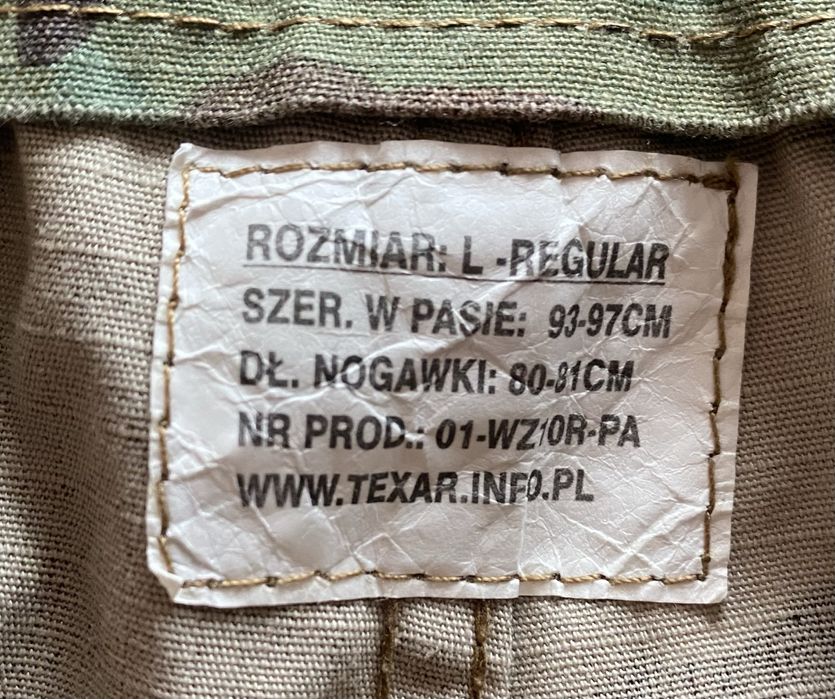 ROZMIAR: L -REGULAR
SZER. W PASIE: 93-97CM
DŁ. NOGAWKI: 80-81CM
NR PROD.: 01-WZ10R-PA
WWW.TEXAR.INFO.PL